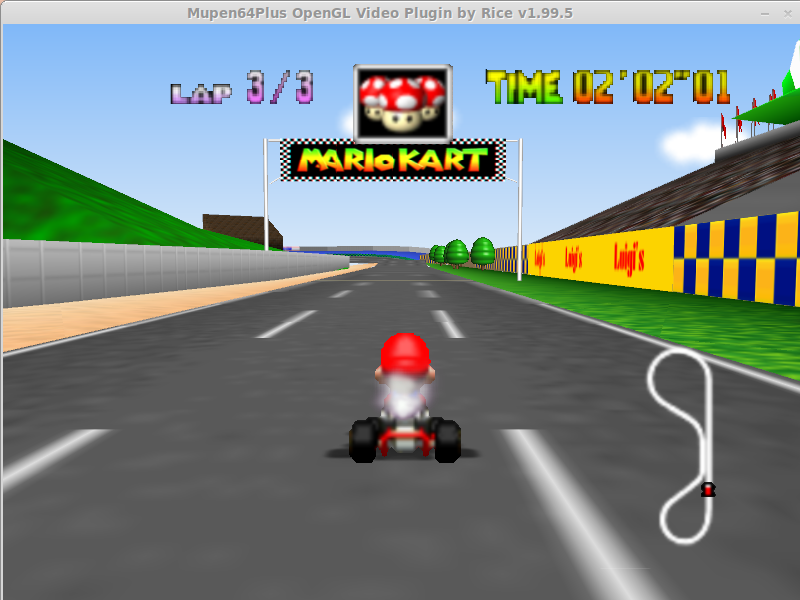 Mupen64Plus OpenGL Video Plugin by Rice v1.99.5
LAP 3/3
TIME 02'02"01
MARIO KART
Luigi's Luigi's Luigi's